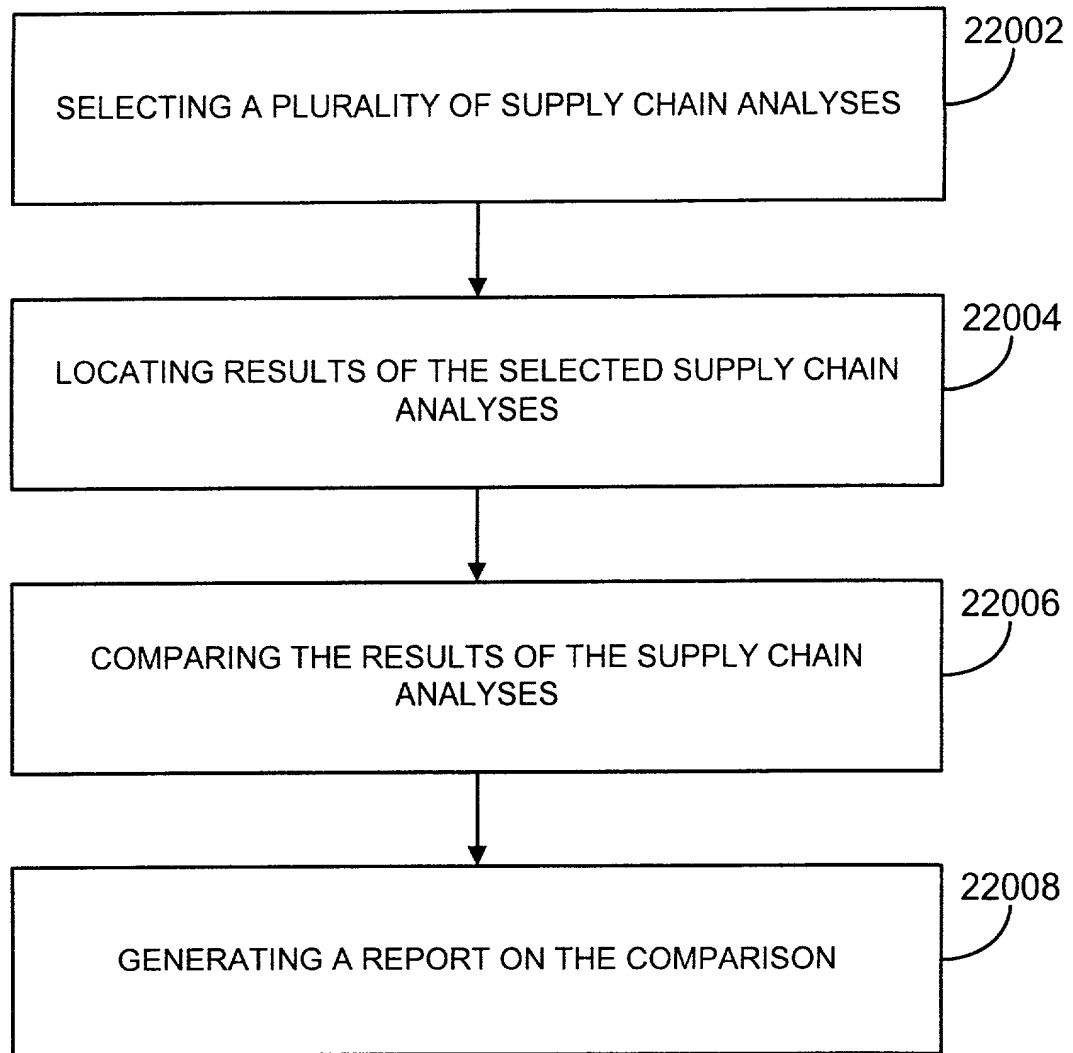 22002
SELECTING A PLURALITY OF SUPPLY CHAIN ANALYSES
22004
LOCATING RESULTS OF THE SELECTED SUPPLY CHAIN
ANALYSES
22006
COMPARING THE RESULTS OF THE SUPPLY CHAIN
ANALYSES
22008
GENERATING A REPORT ON THE COMPARISON